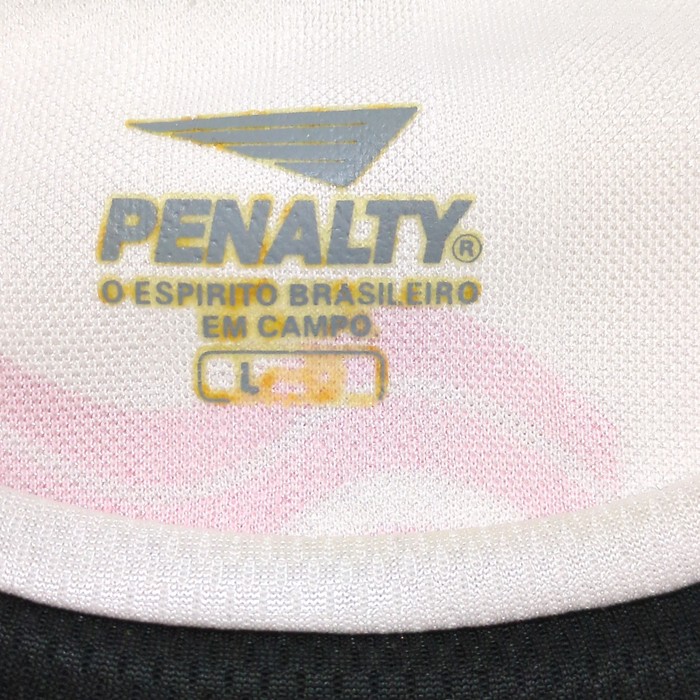 PENALTY®
O ESPIRITO BRASILEIRO
EM CAMPO
L